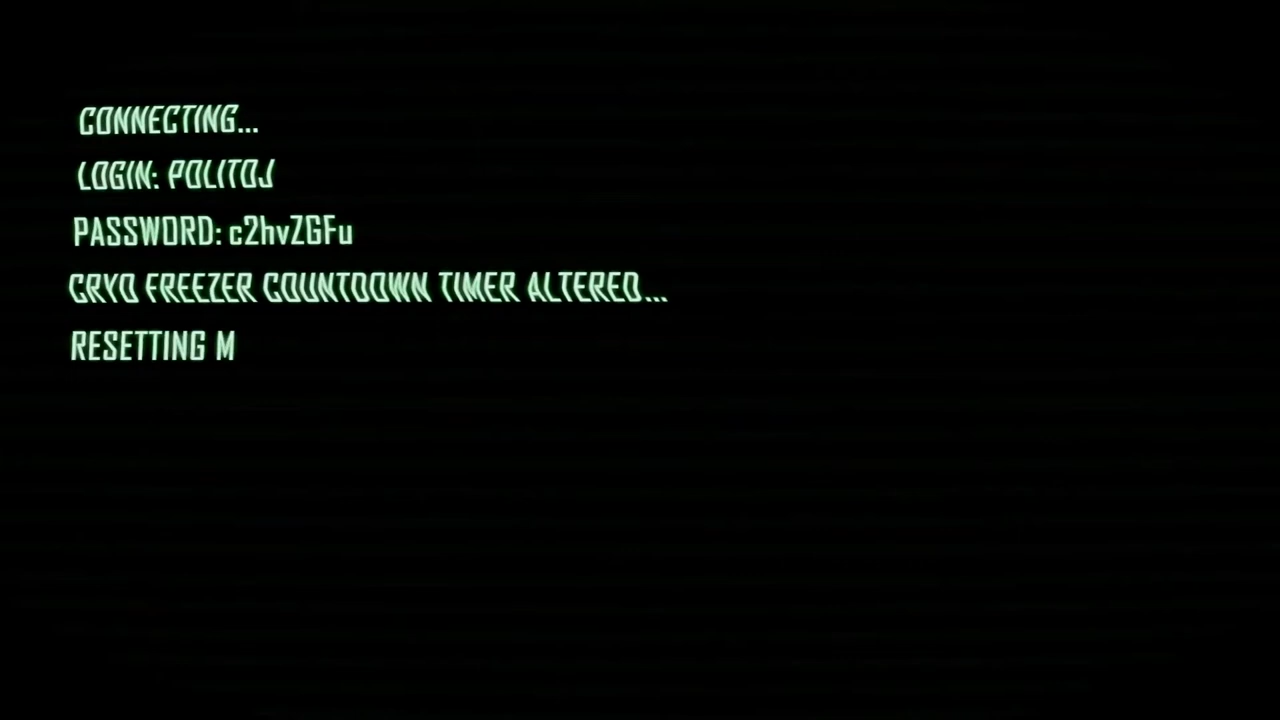 CONNECTING...
LOGIN: POLITOJ
PASSWORD: c2hvZGFu
CRYO FREEZER COUNTDOWN TIMER ALTERED...
RESETTING M